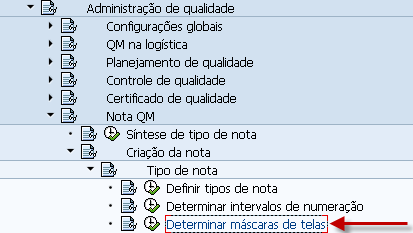 Administração de qualidade
Configurações globais
QM na logística
Planejamento de qualidade
Controle de qualidade
Certificado de qualidade
Nota QM
Síntese de tipo de nota
Criação da nota
Tipo de nota
Definir tipos de nota
Determinar intervalos de numeração
Determinar máscaras de telas